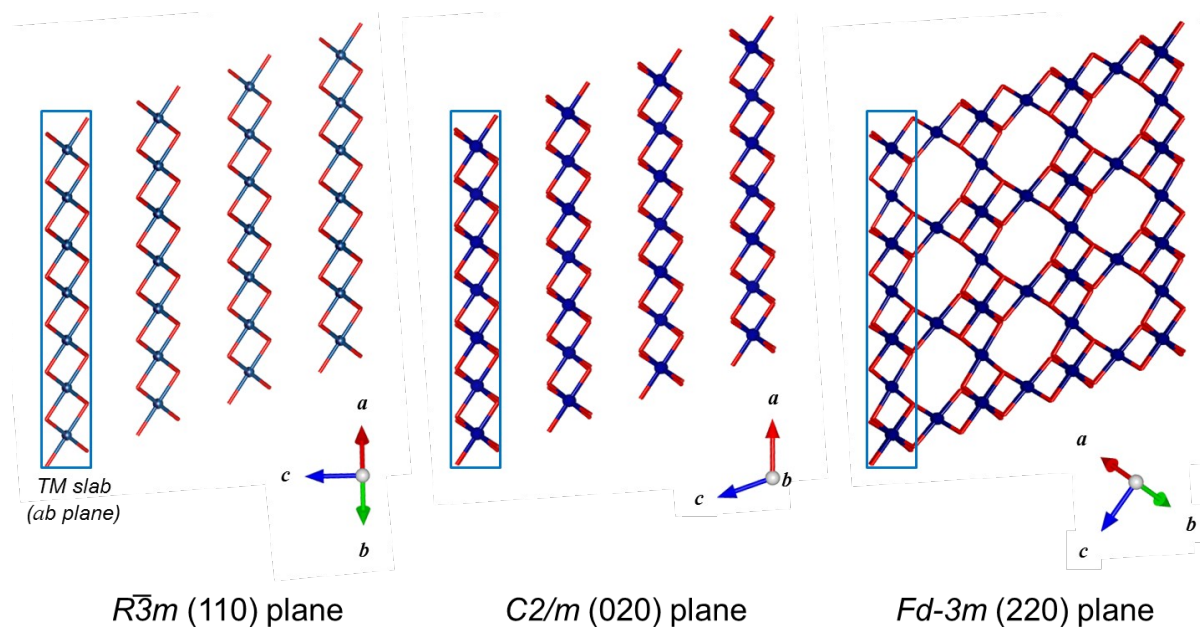 a
c
b
TM slab
(ab plane)
a
c
b
a
b
c
R3̅m (110) plane
C2/m (020) plane
Fd-3m (220) plane